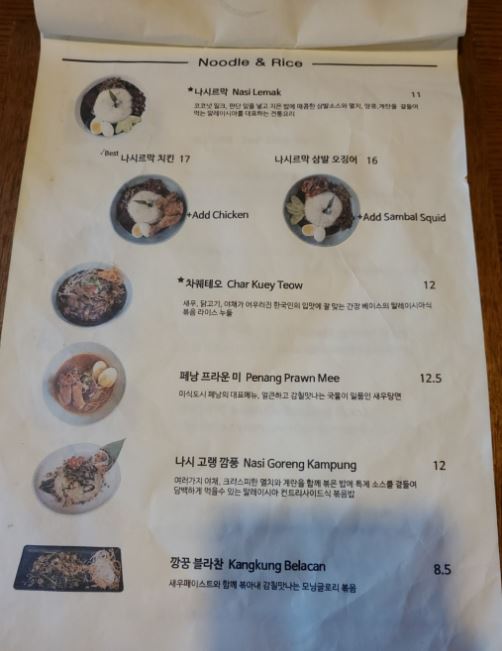 Noodle & Rice
★나시르막 Nasi Lemak 11
코코넛 밀크, 판단 잎을 넣고 지은 밥에 매콤한 삼발소스와 멸치, 땅콩, 계란을 곁들여
먹는 말레이시아를 대표하는 전통요리
√Best 나시르막 치킨 17
나시르막 삼발 오징어 16
+Add Chicken
+Add Sambal Squid
★차퀘테오 Char Kuey Teow 12
새우, 닭고기, 야채가 어우러진 한국인의 입맛에 잘 맞는 간장 베이스의 말레이시아식
볶음 라이스 누들
페낭 프라운 미 Penang Prawn Mee 12.5
미식도시 페낭의 대표메뉴, 얼큰하고 감칠맛나는 국물이 일품인 새우탕면
나시 고랭 깜풍 Nasi Goreng Kampung 12
여러가지 야채, 크리스피한 멸치와 계란을 함께 볶은 밥에 특제 소스를 곁들여
담백하게 먹을수 있는 말레이시아 컨트리사이드식 볶음밥
깡꿍 블라찬 Kangkung Belacan 8.5
새우페이스트와 함께 볶아내 감칠맛나는 모닝글로리 볶음